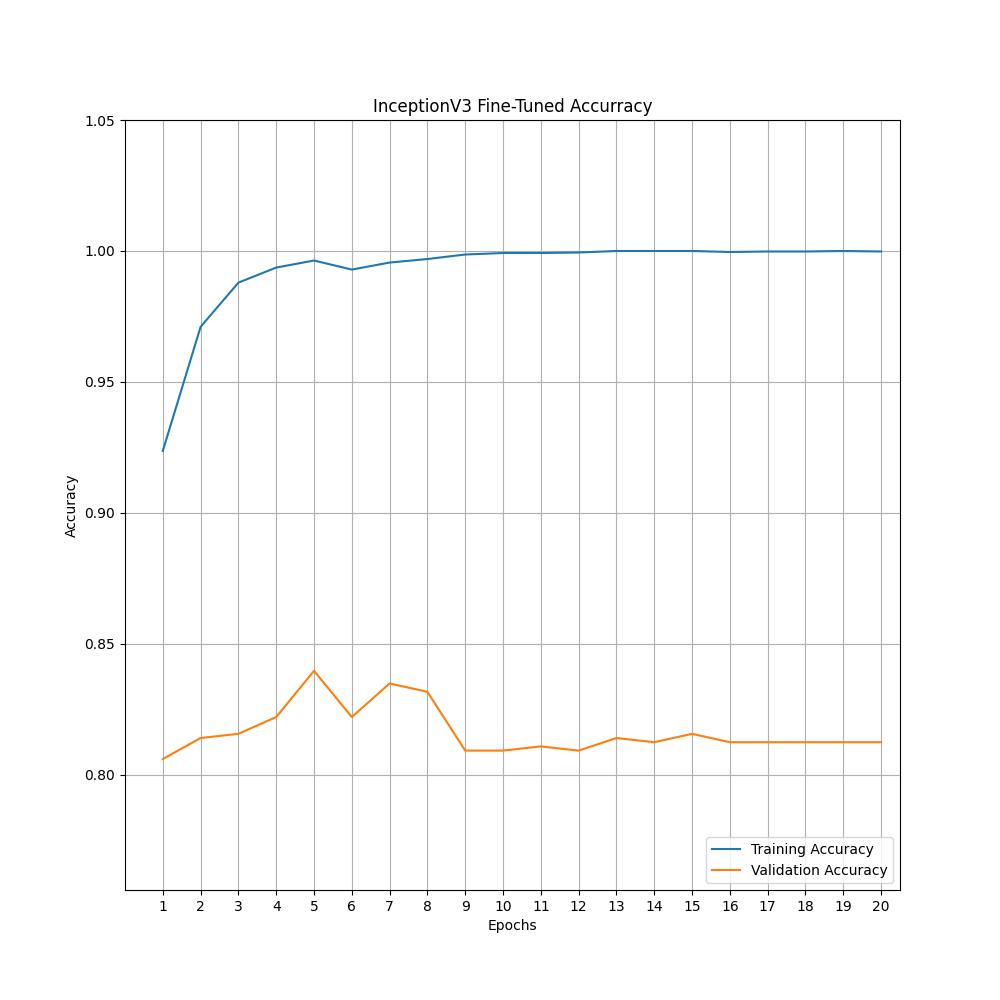 InceptionV3 Fine-Tuned Accurracy
1.05
1.00
0.95
0.90
0.85
0.80
Accuracy
Training Accuracy
Validation Accuracy
1 2 3 4 5 6 7 8 9 10 11 12 13 14 15 16 17 18 19 20
Epochs